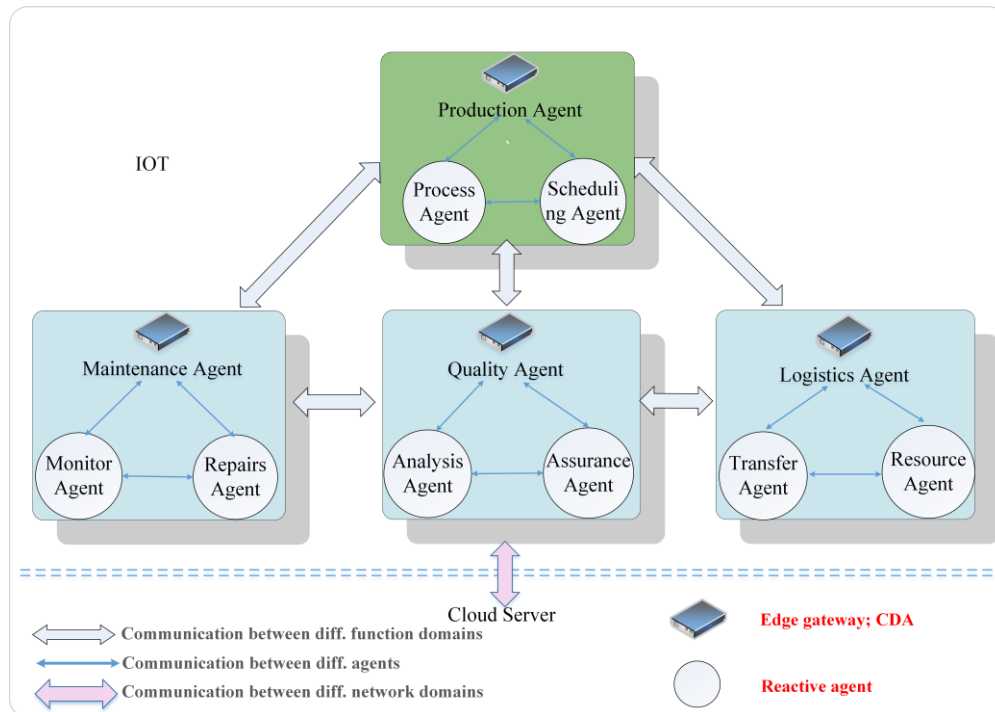 Production Agent
IOT
Process
Agent
Scheduli
ng Agent
Maintenance Agent
Quality Agent
Logistics Agent
Monitor
Agent
Repairs
Agent
Analysis
Agent
Assurance
Agent
Transfer
Agent
Resource
Agent
Cloud Server
Communication between diff. function domains
Communication between diff. agents
Communication between diff. network domains
Edge gateway; CDA
Reactive agent